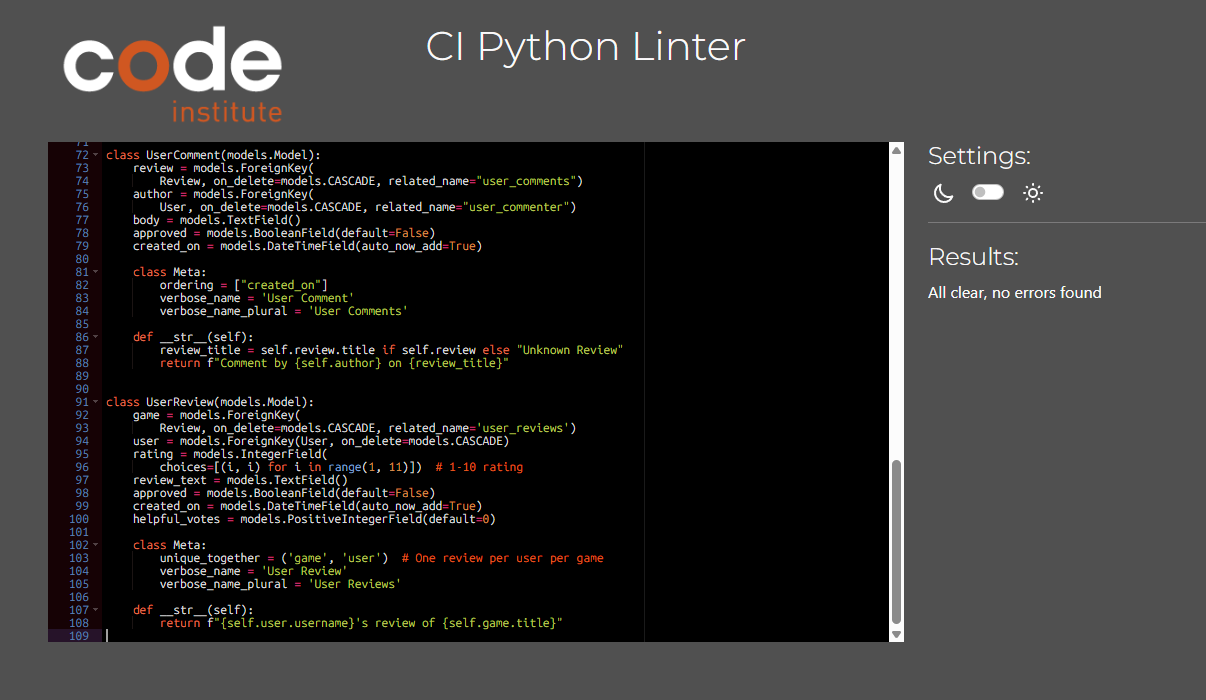 code
institute
CI Python Linter
71
72 class UserComment(models.Model):
73     review = models.ForeignKey(
74         Review, on_delete=models.CASCADE, related_name="user_comments")
75     author = models.ForeignKey(
76         User, on_delete=models.CASCADE, related_name="user_commenter")
77     body = models.TextField()
78     approved = models.BooleanField(default=False)
79     created_on = models.DateTimeField(auto_now_add=True)
80
81     class Meta:
82         ordering = ["created_on"]
83         verbose_name = 'User Comment'
84         verbose_name_plural = 'User Comments'
85
86     def __str__(self):
87         review_title = self.review.title if self.review else "Unknown Review"
88         return f"Comment by {self.author} on {review_title}"
89
90
91 class UserReview(models.Model):
92     game = models.ForeignKey(
93         Review, on_delete=models.CASCADE, related_name='user_reviews')
94     user = models.ForeignKey(User, on_delete=models.CASCADE)
95     rating = models.IntegerField(
96         choices=[(i, i) for i in range(1, 11)])  # 1-10 rating
97     review_text = models.TextField()
98     approved = models.BooleanField(default=False)
99     created_on = models.DateTimeField(auto_now_add=True)
100     helpful_votes = models.PositiveIntegerField(default=0)
101
102     class Meta:
103         unique_together = ('game', 'user')  # One review per user per game
104         verbose_name = 'User Review'
105         verbose_name_plural = 'User Reviews'
106
107     def __str__(self):
108         return f"{self.user.username}'s review of {self.game.title}"
109
Settings:
Results:
All clear, no errors found